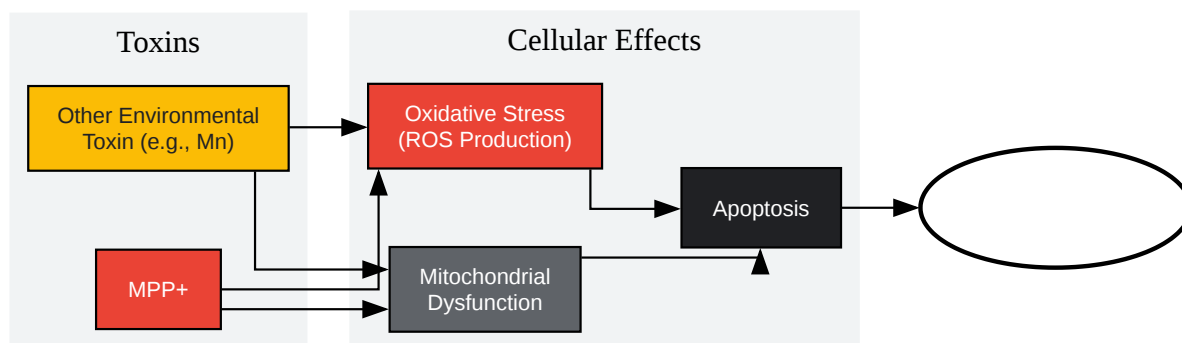 Toxins
Cellular Effects
Other Environmental
Toxin (e.g., Mn)
Oxidative Stress
(ROS Production)
Apoptosis
MPP+
Mitochondrial
Dysfunction